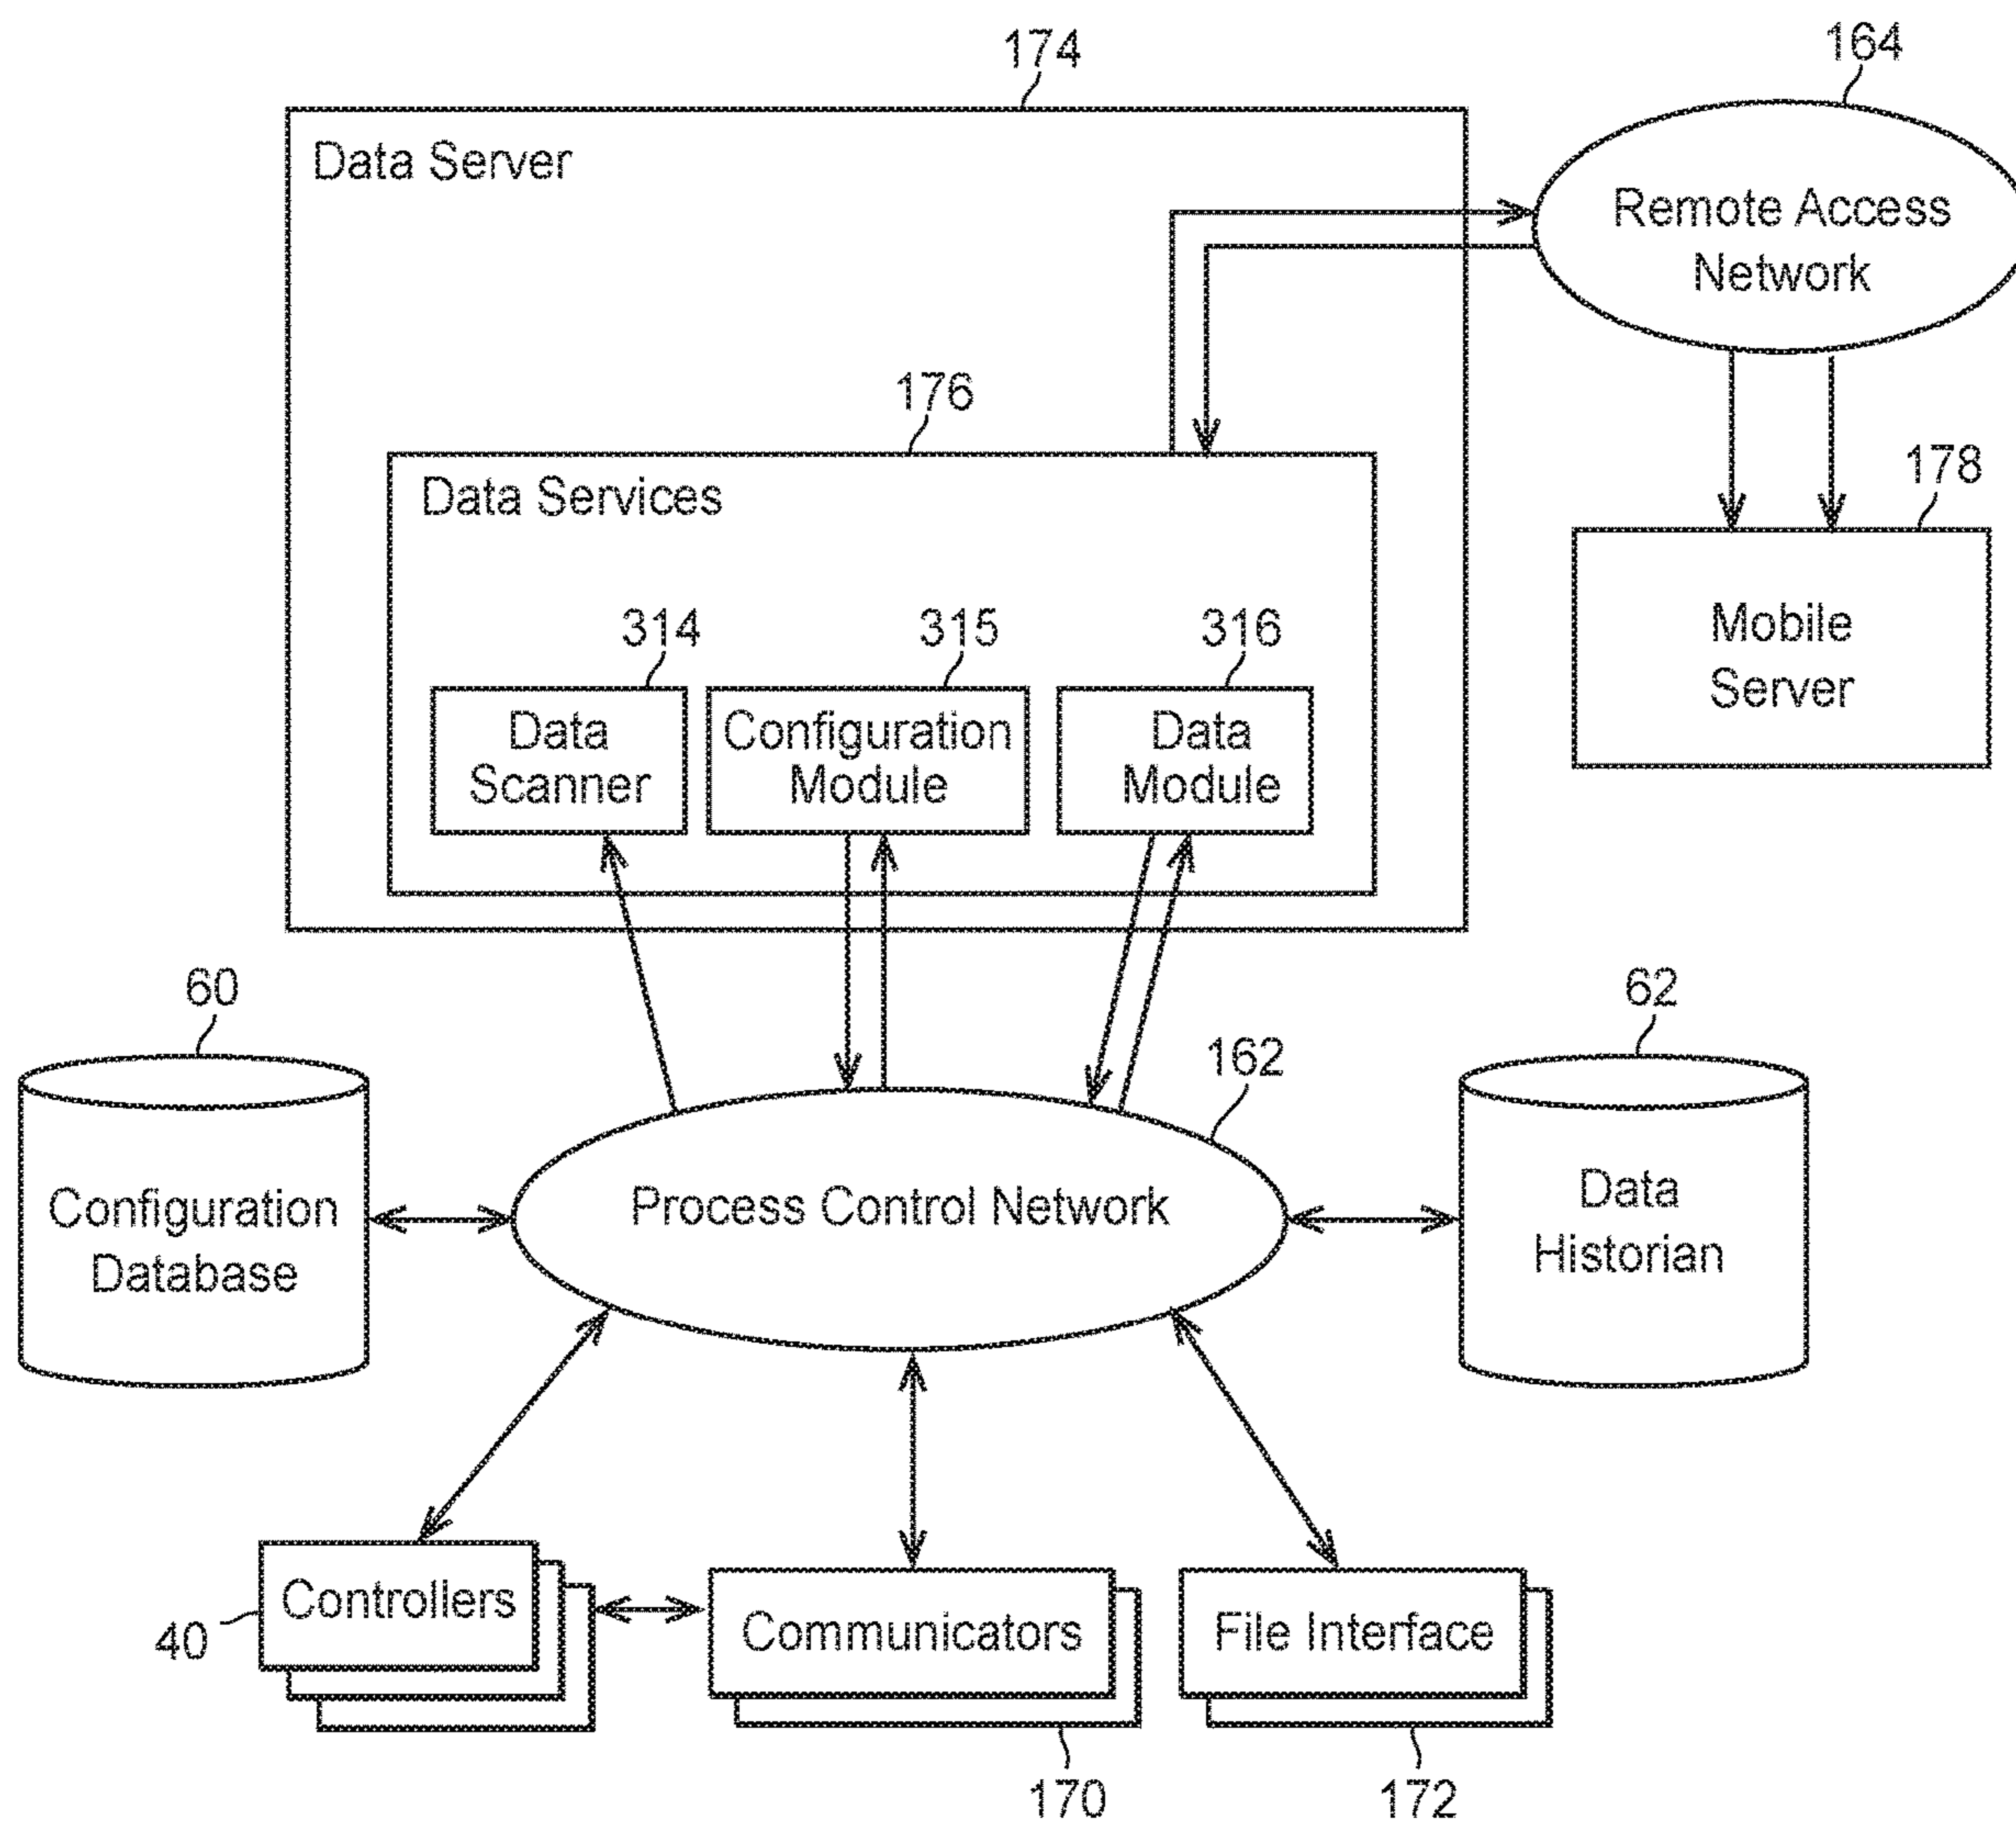 174
164
Data Server
Remote Access
Network
176
Data Services
178
314
315
316
Mobile
Server
Data
Scanner
Configuration
Module
Data
Module
60
62
162
Configuration
Database
Process Control Network
Data
Historian
Controllers
40
Communicators
File Interface
170
172